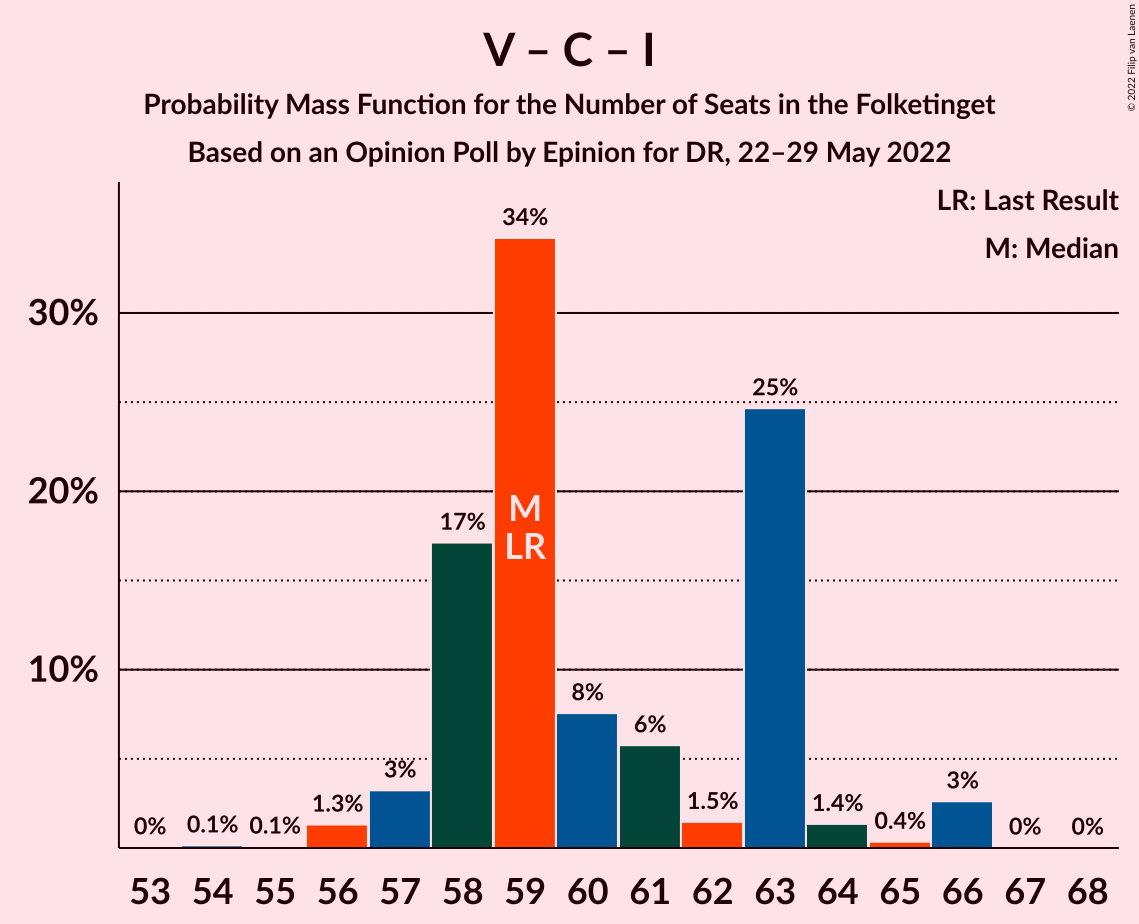 V – C – I
Probability Mass Function for the Number of Seats in the Folketinget
Based on an Opinion Poll by Epinion for DR, 22–29 May 2022
© 2022 Filip van Laenen
LR: Last Result
M: Median
30%
20%
10%
0%
0.1%
0.1%
1.3%
3%
17%
34%
8%
6%
1.5%
25%
1.4%
0.4%
3%
0%
0%
M
LR
53 54 55 56 57 58 59 60 61 62 63 64 65 66 67 68